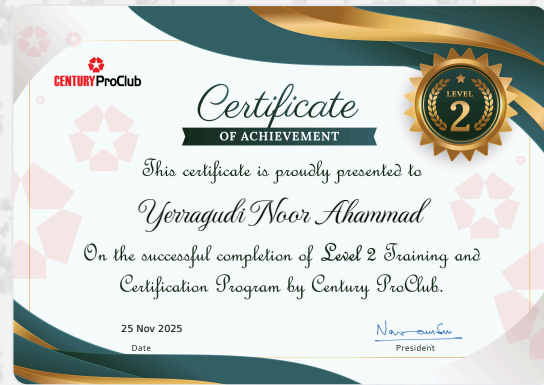 CENTURY ProClub
LEVEL
2
Certificate
OF ACHIEVEMENT
This certificate is proudly presented to
Yerragudi Noor Ahammad
On the successful completion of Level 2 Training and
Certification Program by Century ProClub.
25 Nov 2025
Date
President